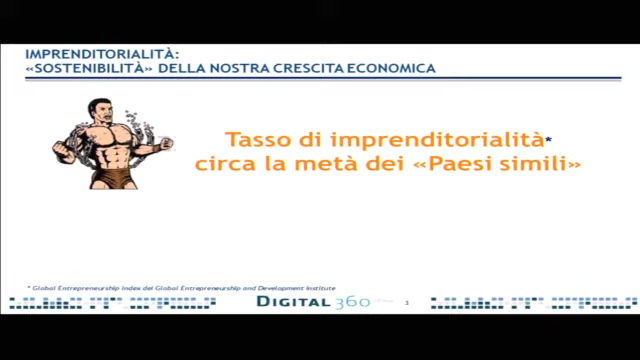 IMPRENDITORIALITÀ:
«SOSTENIBILITÀ» DELLA NOSTRA CRESCITA ECONOMICA
Tasso di imprenditorialità*
circa la metà dei «Paesi simili»
* Global Entrepreneurship Index del Global Entrepreneurship and Development Institute
DIGITAL 360
3